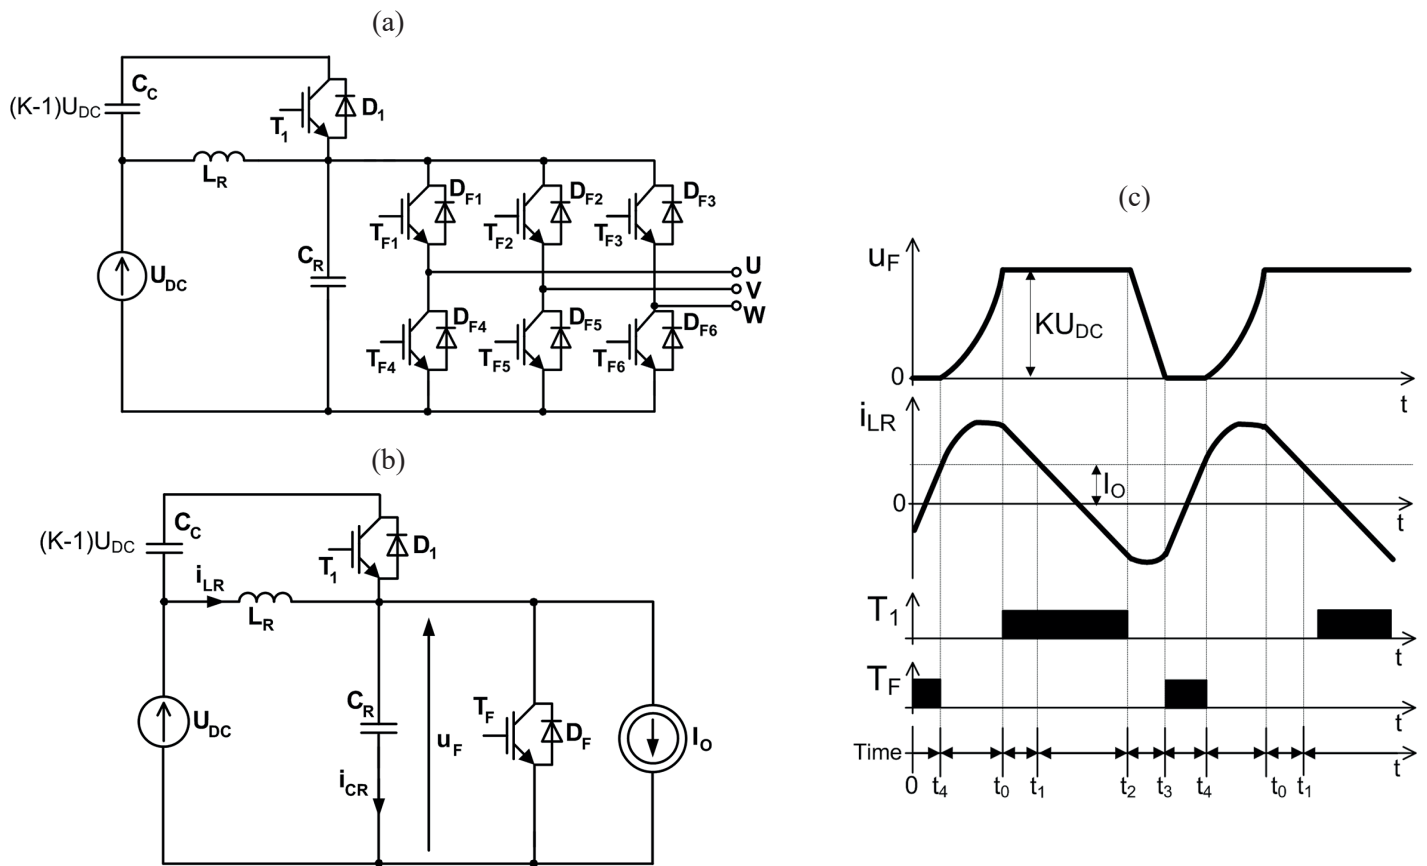 (a)
C_C
(K-1)U_DC
T_1
D_1
L_R
C_R
U_DC
T_F1
D_F1
T_F2
D_F2
T_F3
D_F3
U
V
W
T_F4
D_F4
T_F5
D_F5
T_F6
D_F6
(b)
C_C
(K-1)U_DC
T_1
D_1
i_LR
L_R
C_R
U_DC
i_CR
u_F
T_F
D_F
I_O
(c)
u_F
KU_DC
0
t
i_LR
I_O
0
t
T_1
t
T_F
t
Time
t
0 t_4 t_0 t_1 t_2 t_3 t_4 t_0 t_1